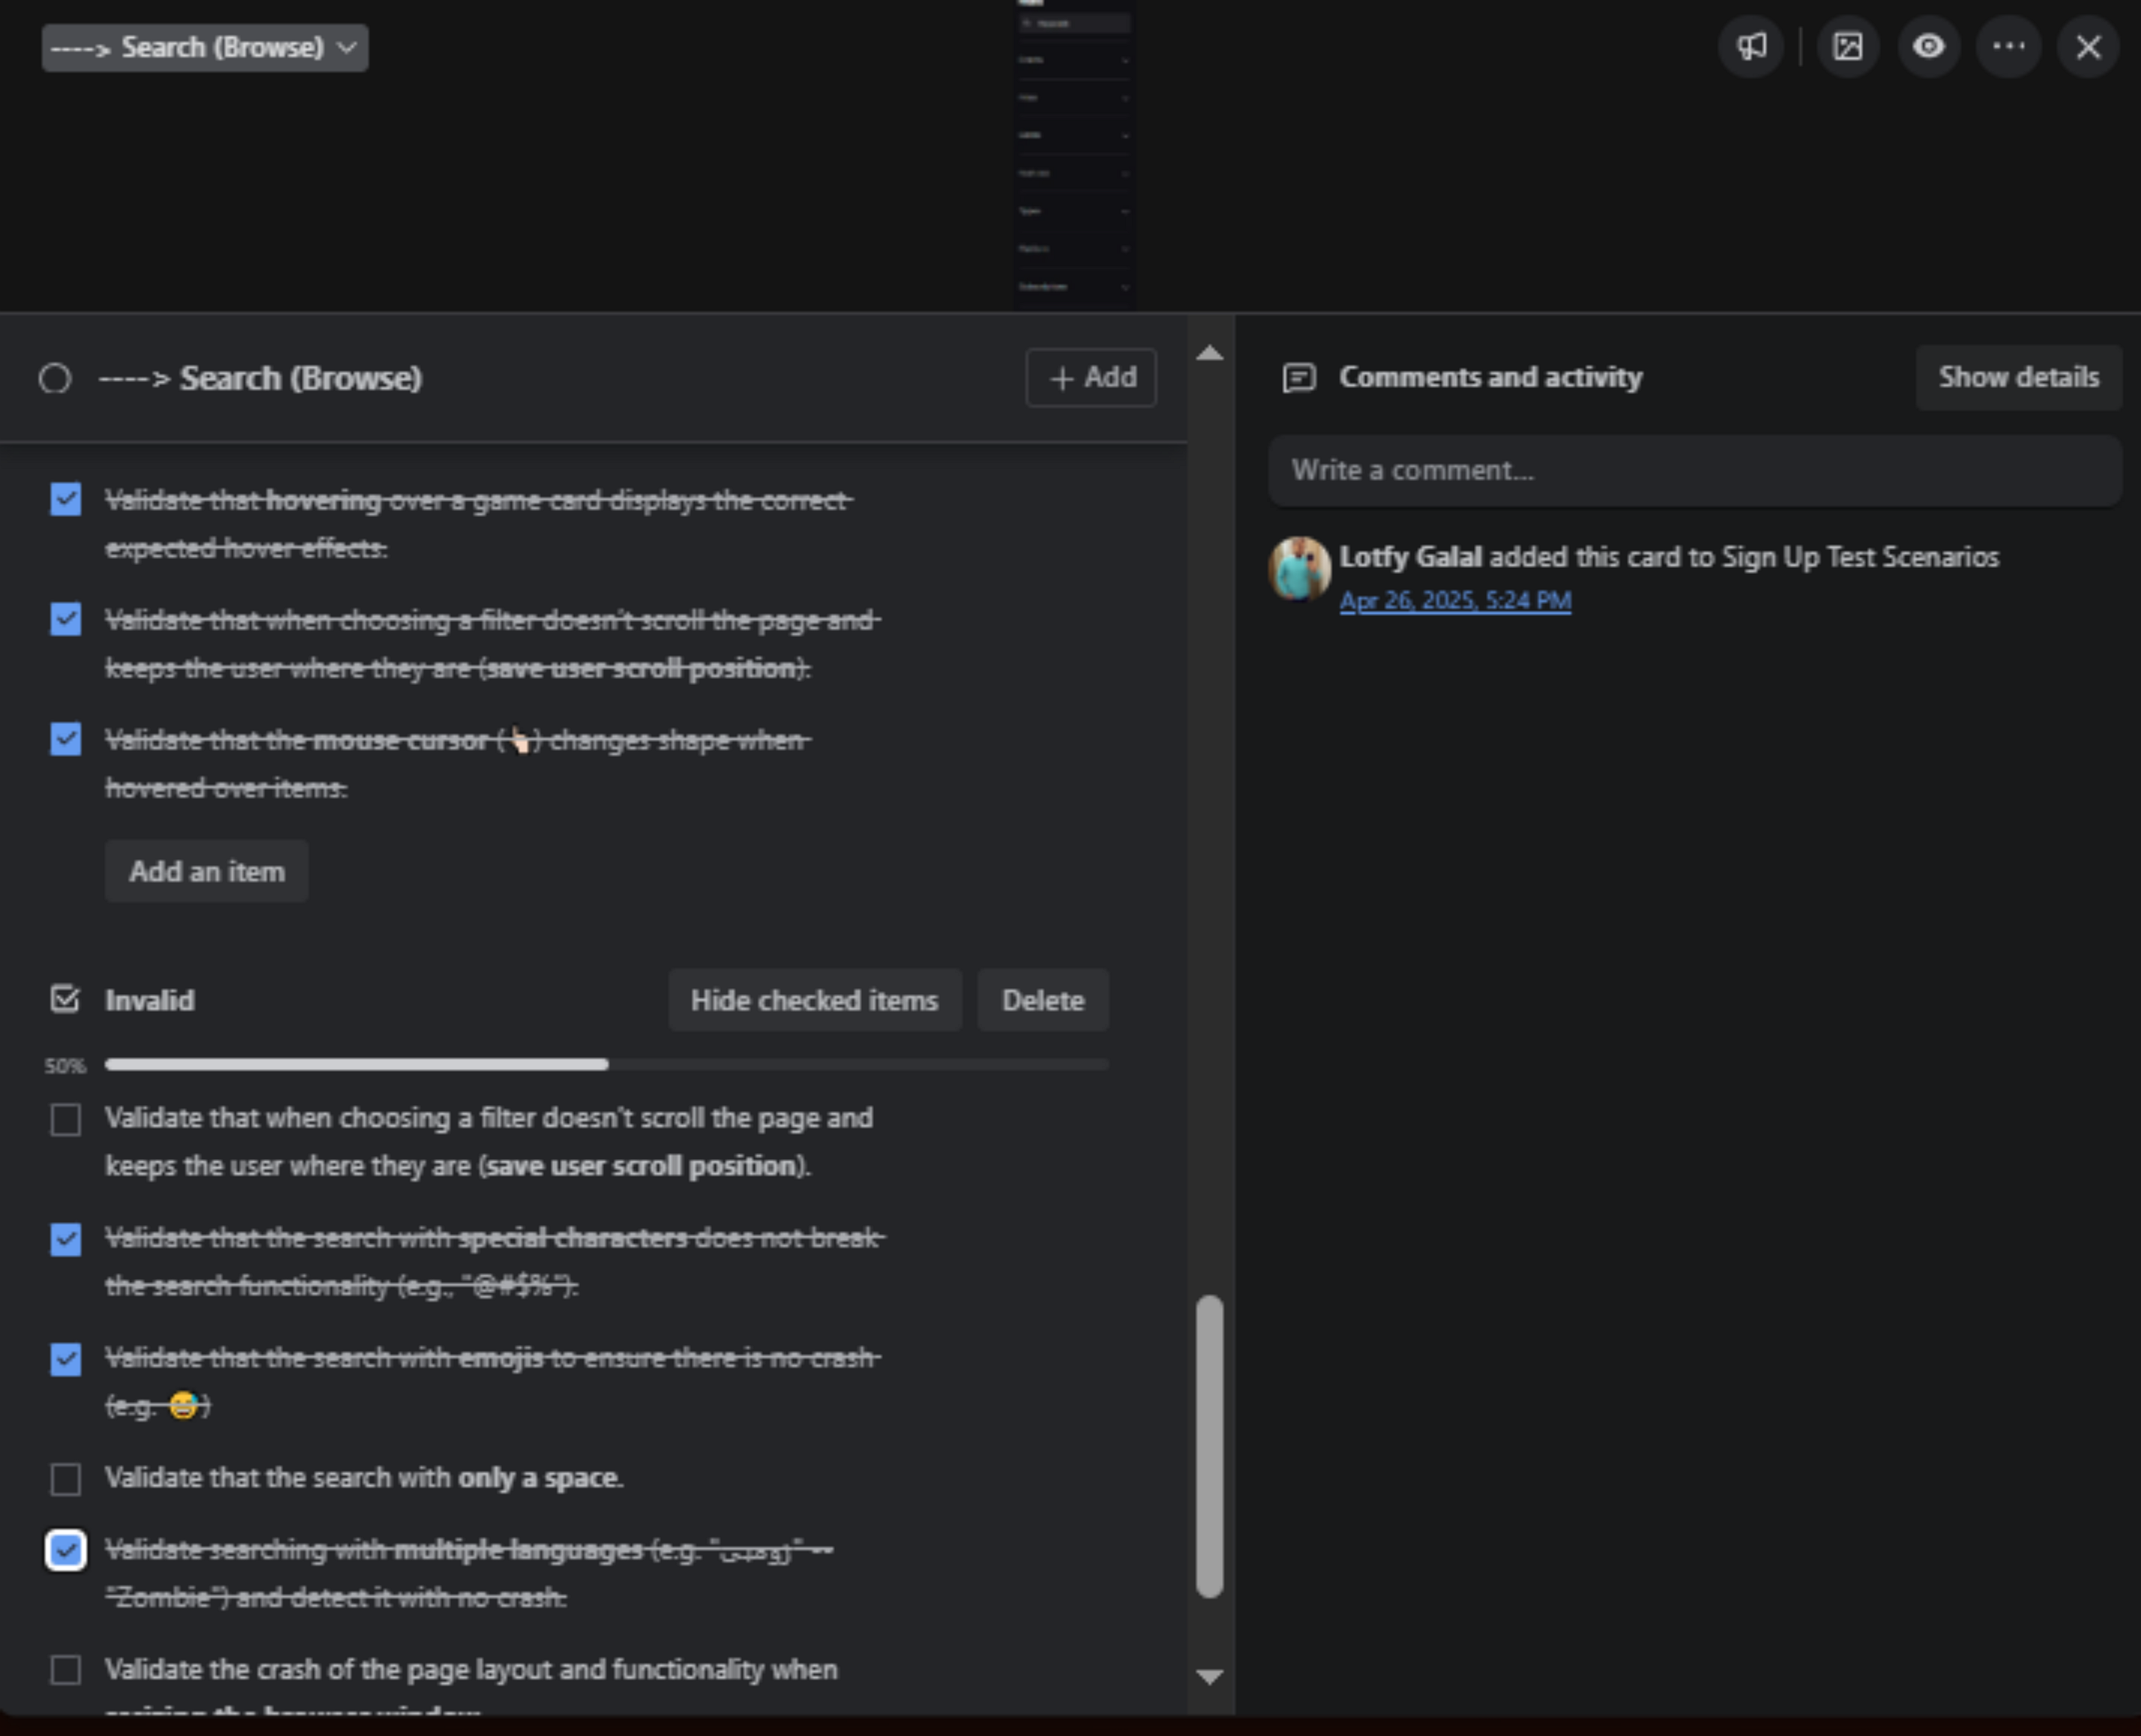 ----> Search (Browse)
----> Search (Browse)
+ Add
Validate that hovering over a game card displays the correct
expected hover effects.
Validate that when choosing a filter doesn't scroll the page and
keeps the user where they are (save user scroll position).
Validate that the mouse cursor (👆🏻) changes shape when
hovered over items.
Add an item
Invalid
Hide checked items
Delete
50%
Validate that when choosing a filter doesn't scroll the page and
keeps the user where they are (save user scroll position).
Validate that the search with special characters does not break
the search functionality (e.g., "@#$%").
Validate that the search with emojis to ensure there is no crash
(e.g. 😅)
Validate that the search with only a space.
Validate searching with multiple languages (e.g. "زومبي" --
"Zombie") and detect it with no crash.
Validate the crash of the page layout and functionality when
resizing the browser window.
Comments and activity
Show details
Write a comment...
Lotfy Galal added this card to Sign Up Test Scenarios
Apr 26, 2025, 5:24 PM